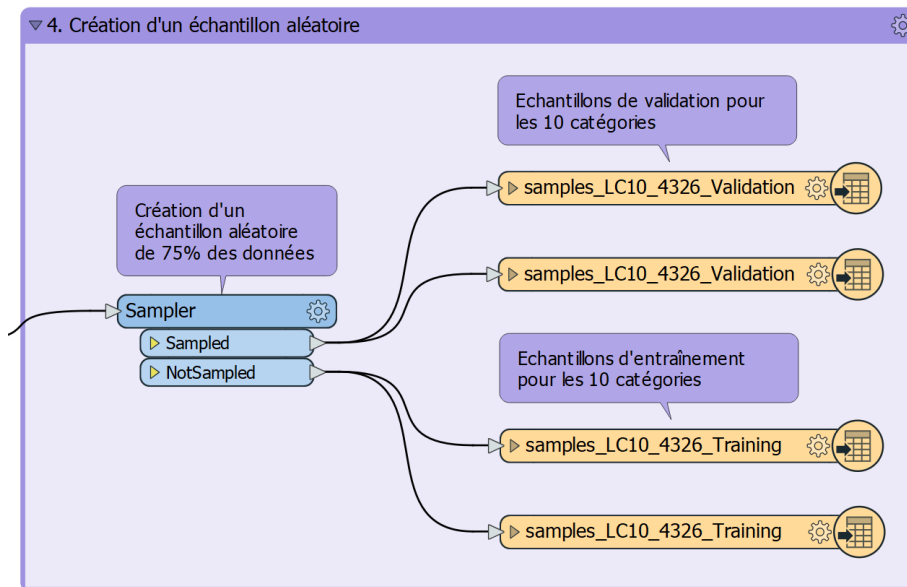 4. Création d'un échantillon aléatoire
Echantillons de validation pour
les 10 catégories
samples_LC10_4326_Validation
Création d'un
échantillon aléatoire
de 75% des données
samples_LC10_4326_Validation
Sampler
Sampled
NotSampled
Echantillons d'entraînement
pour les 10 catégories
samples_LC10_4326_Training
samples_LC10_4326_Training